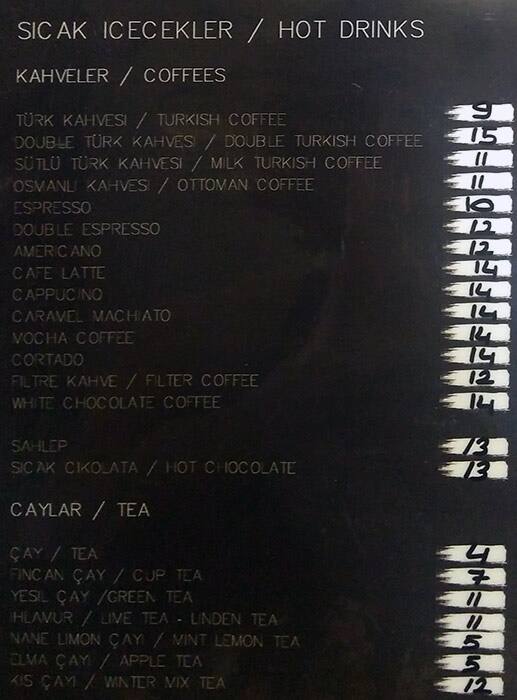 SICAK ICECEKLER / HOT DRINKS
KAHVELER / COFFEES
TÜRK KAHVESI / TURKISH COFFEE 9
DOUBLE TÜRK KAHVESI / DOUBLE TURKISH COFFEE 15
SÜTLÜ TÜRK KAHVESI / MILK TURKISH COFFEE 11
OSMANLI KAHVESI / OTTOMAN COFFEE 11
ESPRESSO 10
DOUBLE ESPRESSO 12
AMERICANO 12
CAFE LATTE 14
CAPPUCINO 14
CARAMEL MACHIATO 14
MOCHA COFFEE 14
CORTADO 14
FILTRE KAHVE / FILTER COFFEE 12
WHITE CHOCOLATE COFFEE 14
SAHLEP 13
SICAK CIKOLATA / HOT CHOCOLATE 13
CAYLAR / TEA
ÇAY / TEA 4
FINCAN ÇAY / CUP TEA 7
YESIL ÇAY /GREEN TEA 11
IHLAMUR / LIME TEA - LINDEN TEA 11
NANE LIMON ÇAYI / MINT LEMON TEA 5
ELMA ÇAYI / APPLE TEA 5
KIS ÇAYI / WINTER MIX TEA 12